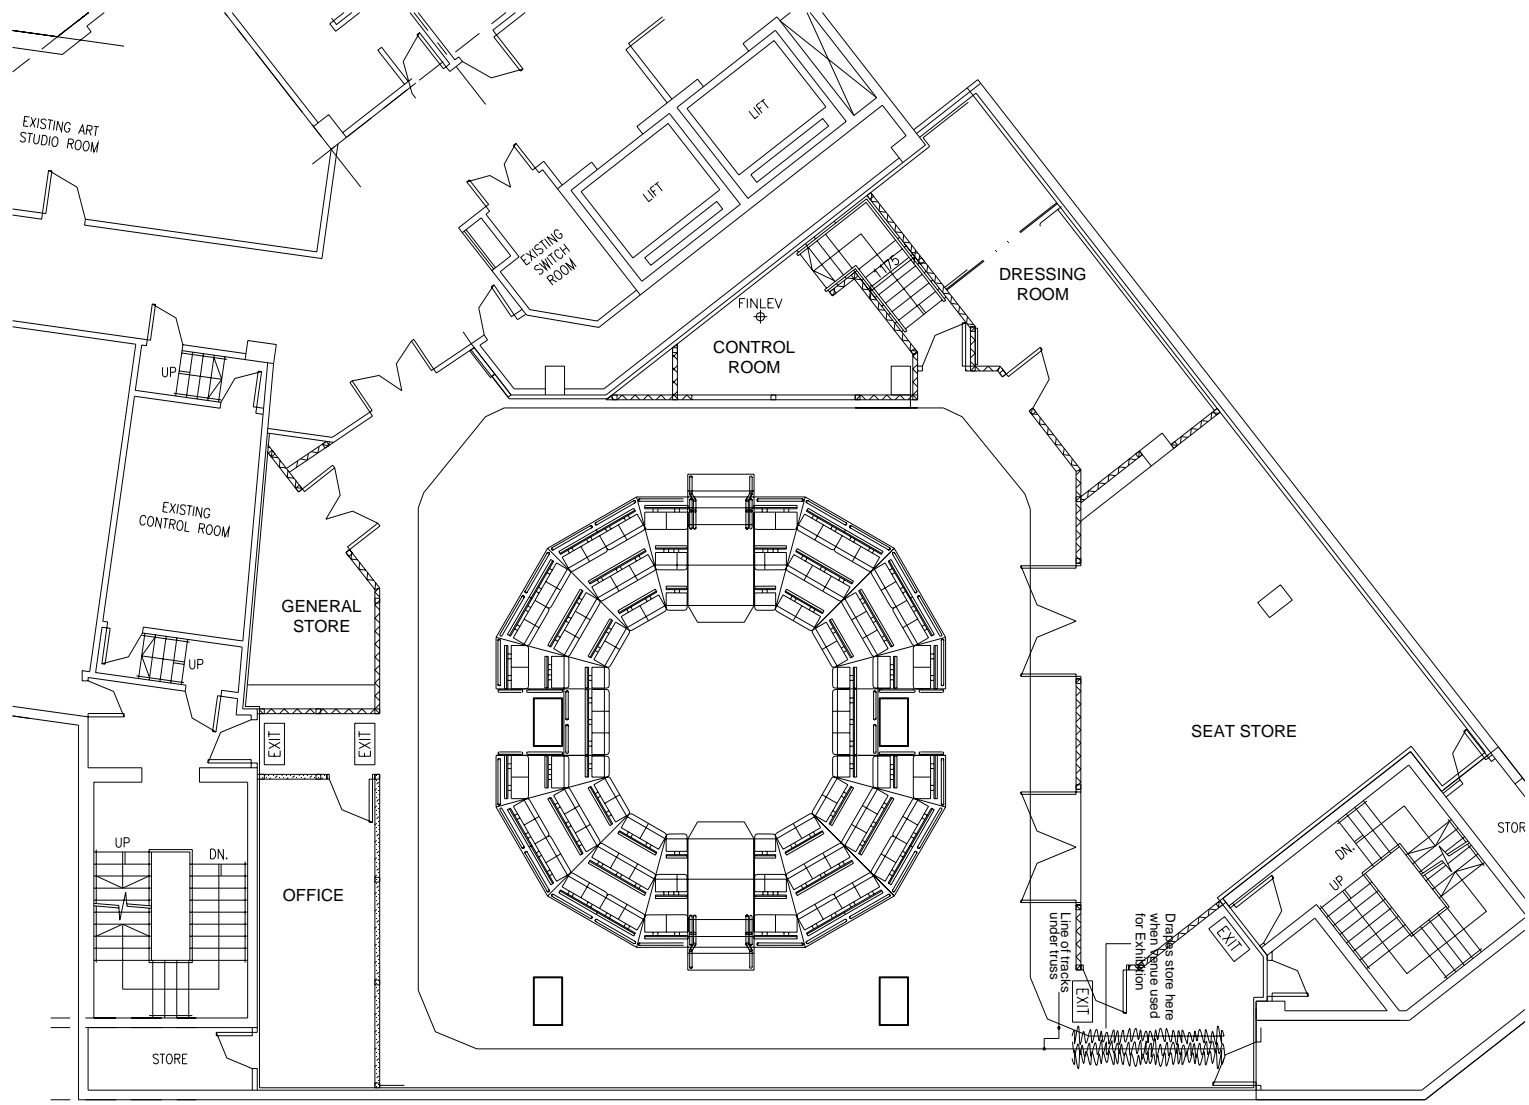 EXISTING ART
STUDIO ROOM
LIFT
LIFT
EXISTING
SWITCH
ROOM
1175
DRESSING
ROOM
FINLEV
CONTROL
ROOM
UP
EXISTING
CONTROL ROOM
GENERAL
STORE
UP
EXIT
EXIT
SEAT STORE
UP
DN.
OFFICE
STORE
Line of tracks
under truss
EXIT
Drapes store here
when venue used
for Exhibition
EXIT
DN.
UP
STOR